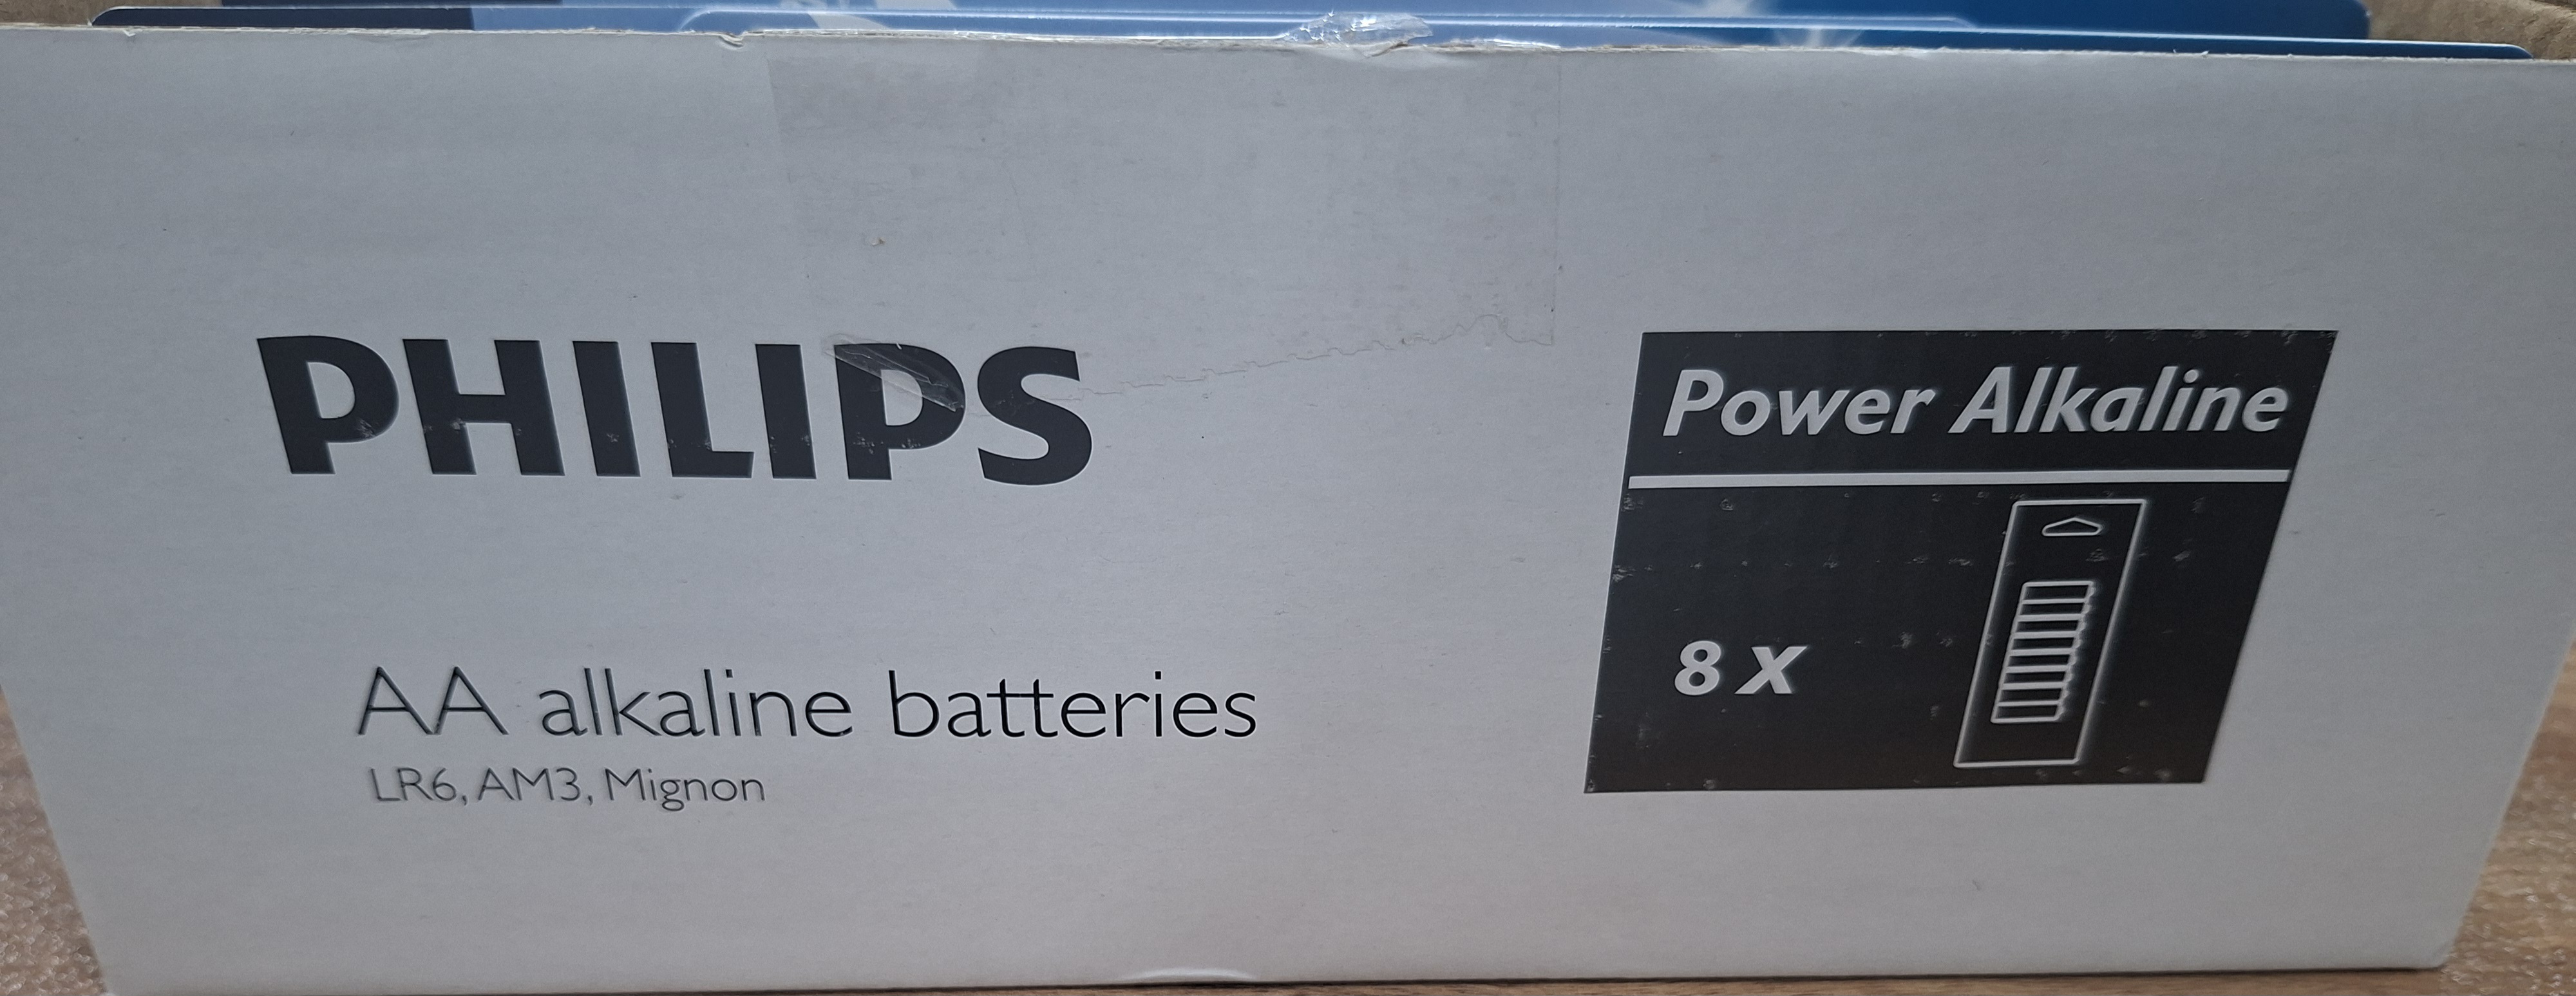 PHILIPS
AA alkaline batteries
LR6, AM3, Mignon
Power Alkaline
8 X